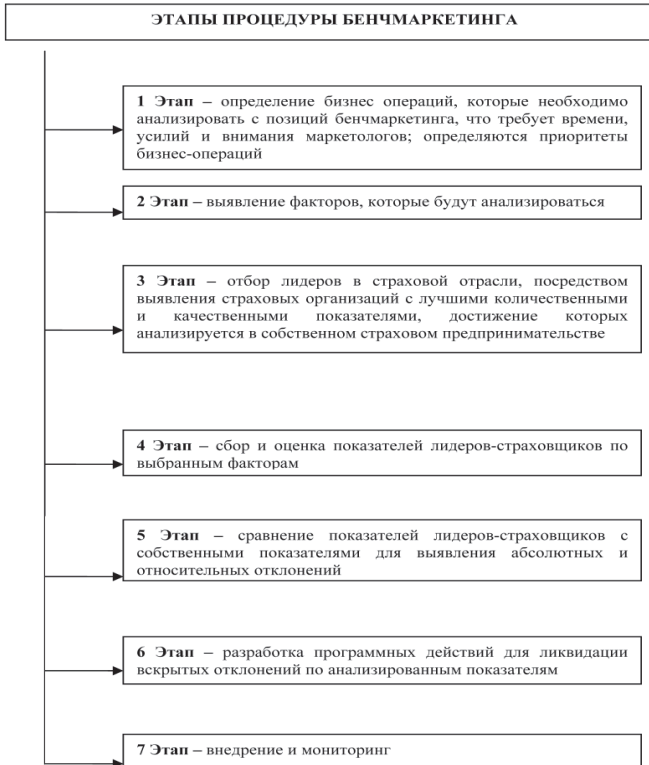 ЭТАПЫ ПРОЦЕДУРЫ БЕНЧМАРКЕТИНГА
1 Этап – определение бизнес операций, которые необходимо
анализировать с позиций бенчмаркетинга, что требует времени,
усилий и внимания маркетологов; определяются приоритеты
бизнес-операций
2 Этап – выявление факторов, которые будут анализироваться
3 Этап – отбор лидеров в страховой отрасли, посредством
выявления страховых организаций с лучшими количественными
и качественными показателями, достижение которых
анализируется в собственном страховом предпринимательстве
4 Этап – сбор и оценка показателей лидеров-страховщиков по
выбранным факторам
5 Этап – сравнение показателей лидеров-страховщиков с
собственными показателями для выявления абсолютных и
относительных отклонений
6 Этап – разработка программных действий для ликвидации
вскрытых отклонений по анализированным показателям
7 Этап – внедрение и мониторинг